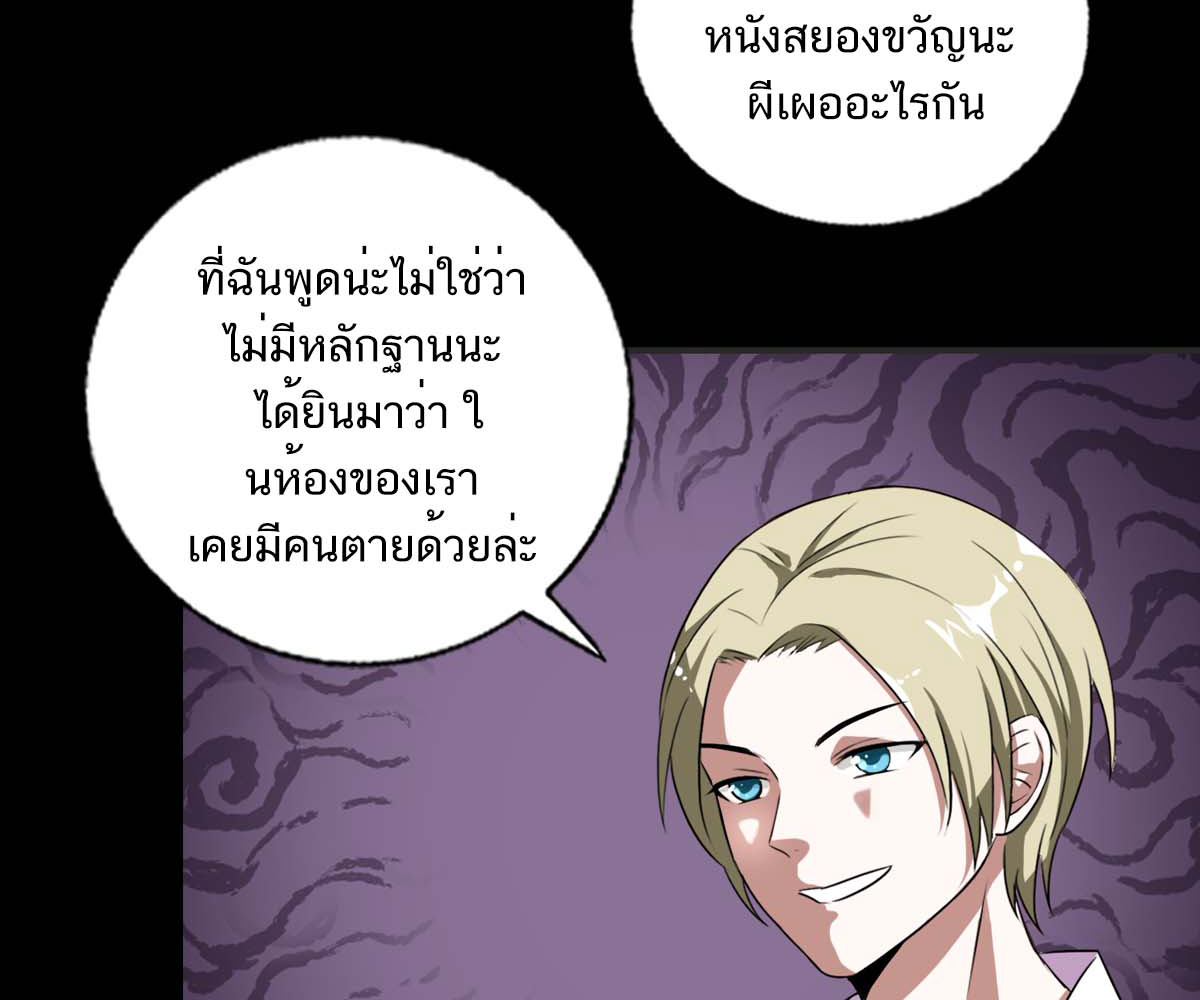 หนังสยองขวัญนะ
ผีเผออะไรกัน
ที่ฉันพูดน่ะไม่ใช่ว่า
ไม่มีหลักฐานนะ
ได้ยินมาว่า ใ
นห้องของเรา
เคยมีคนตายด้วยล่ะ